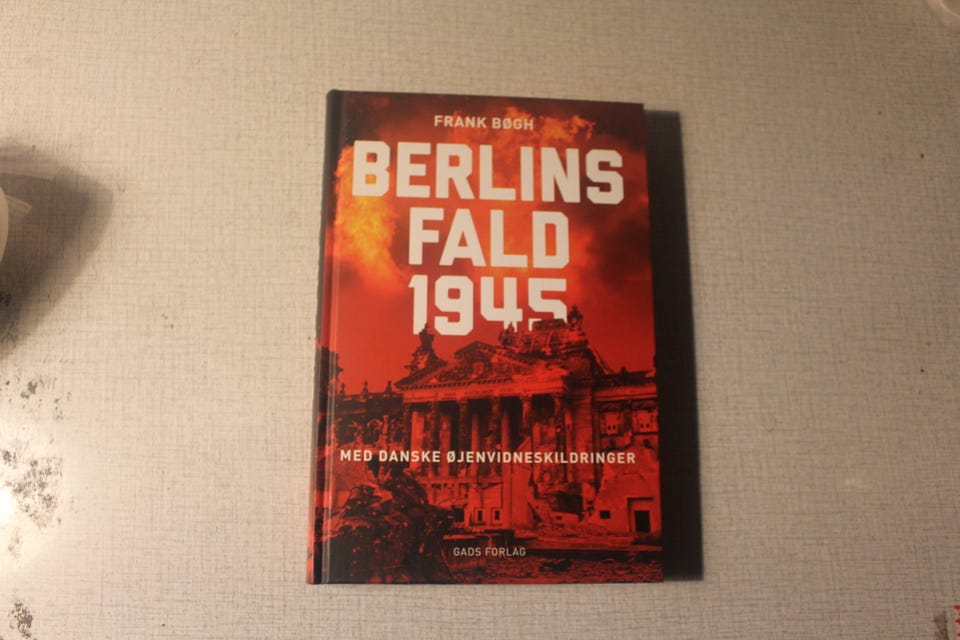 FRANK BØGH
BERLINS
FALD
1945
MED DANSKE ØJENVIDNESKILDRINGER
GADS FORLAG